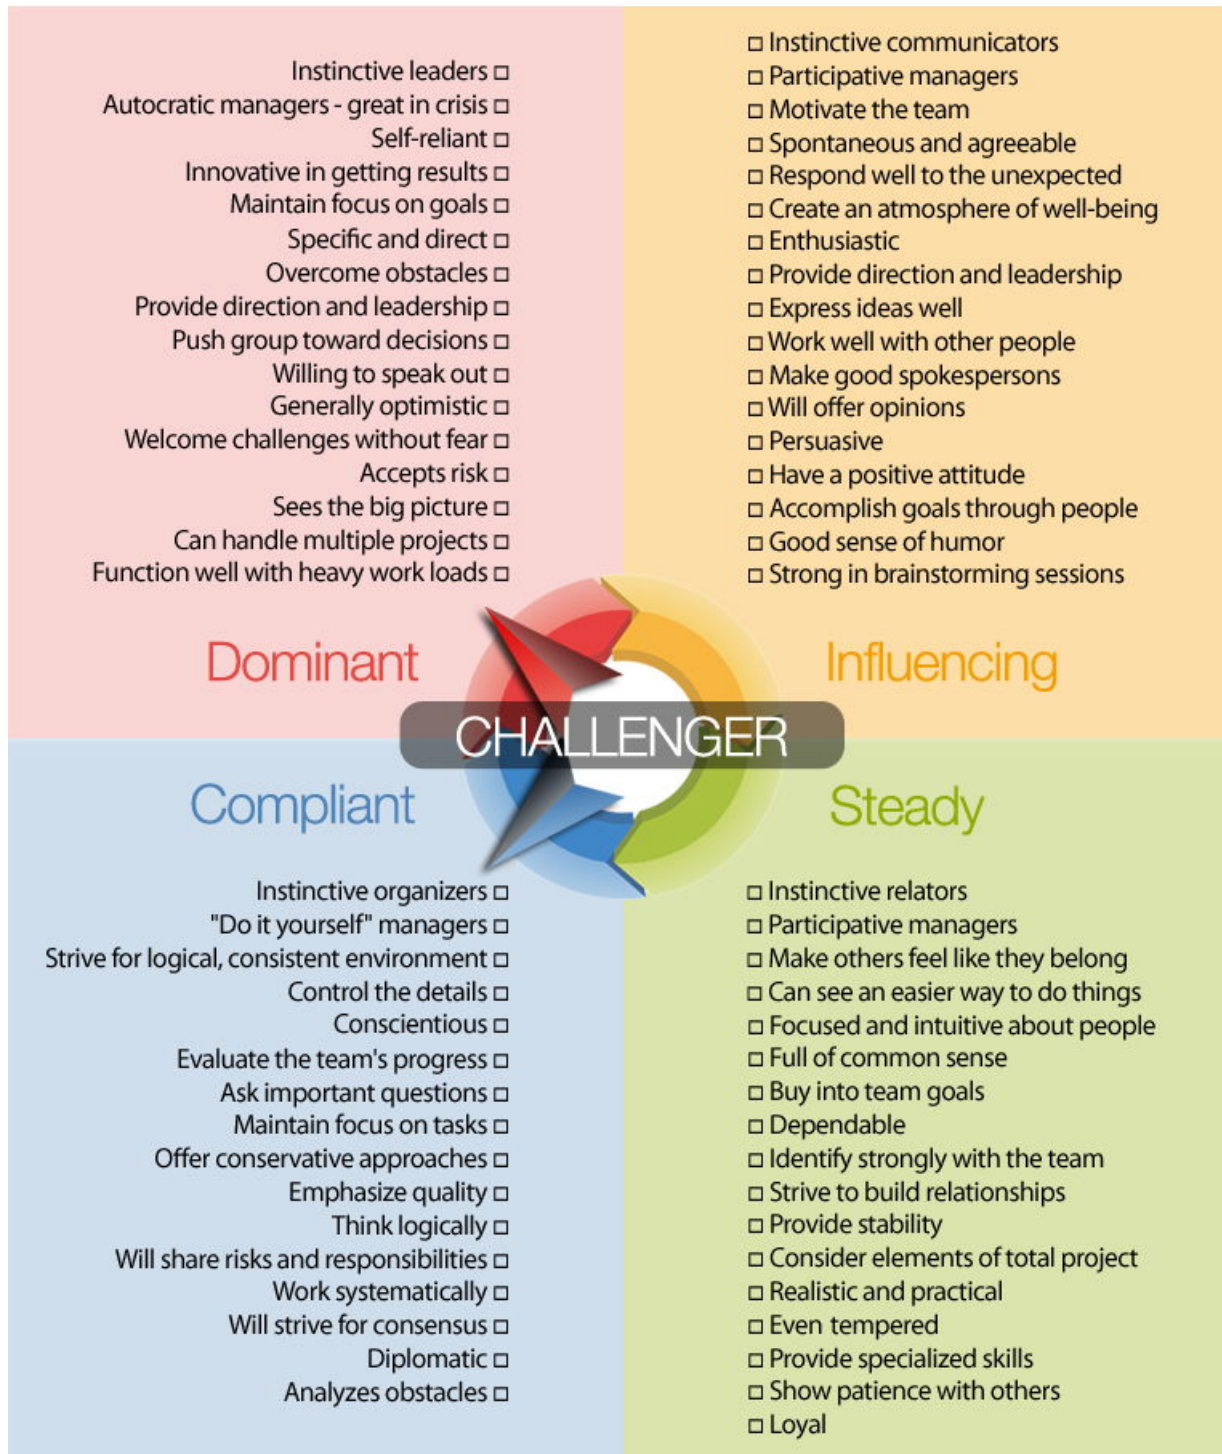 Instinctive leaders
Autocratic managers - great in crisis
Self-reliant
Innovative in getting results
Maintain focus on goals
Specific and direct
Overcome obstacles
Provide direction and leadership
Push group toward decisions
Willing to speak out
Generally optimistic
Welcome challenges without fear
Accepts risk
Sees the big picture
Can handle multiple projects
Function well with heavy work loads
Dominant
Instinctive communicators
Participative managers
Motivate the team
Spontaneous and agreeable
Respond well to the unexpected
Create an atmosphere of well-being
Enthusiastic
Provide direction and leadership
Express ideas well
Work well with other people
Make good spokespersons
Will offer opinions
Persuasive
Have a positive attitude
Accomplish goals through people
Good sense of humor
Strong in brainstorming sessions
Influencing
CHALLENGER
Compliant
Instinctive organizers
"Do it yourself" managers
Strive for logical, consistent environment
Control the details
Conscientious
Evaluate the team's progress
Ask important questions
Maintain focus on tasks
Offer conservative approaches
Emphasize quality
Think logically
Will share risks and responsibilities
Work systematically
Will strive for consensus
Diplomatic
Analyzes obstacles
Steady
Instinctive relators
Participative managers
Make others feel like they belong
Can see an easier way to do things
Focused and intuitive about people
Full of common sense
Buy into team goals
Dependable
Identify strongly with the team
Strive to build relationships
Provide stability
Consider elements of total project
Realistic and practical
Even tempered
Provide specialized skills
Show patience with others
Loyal